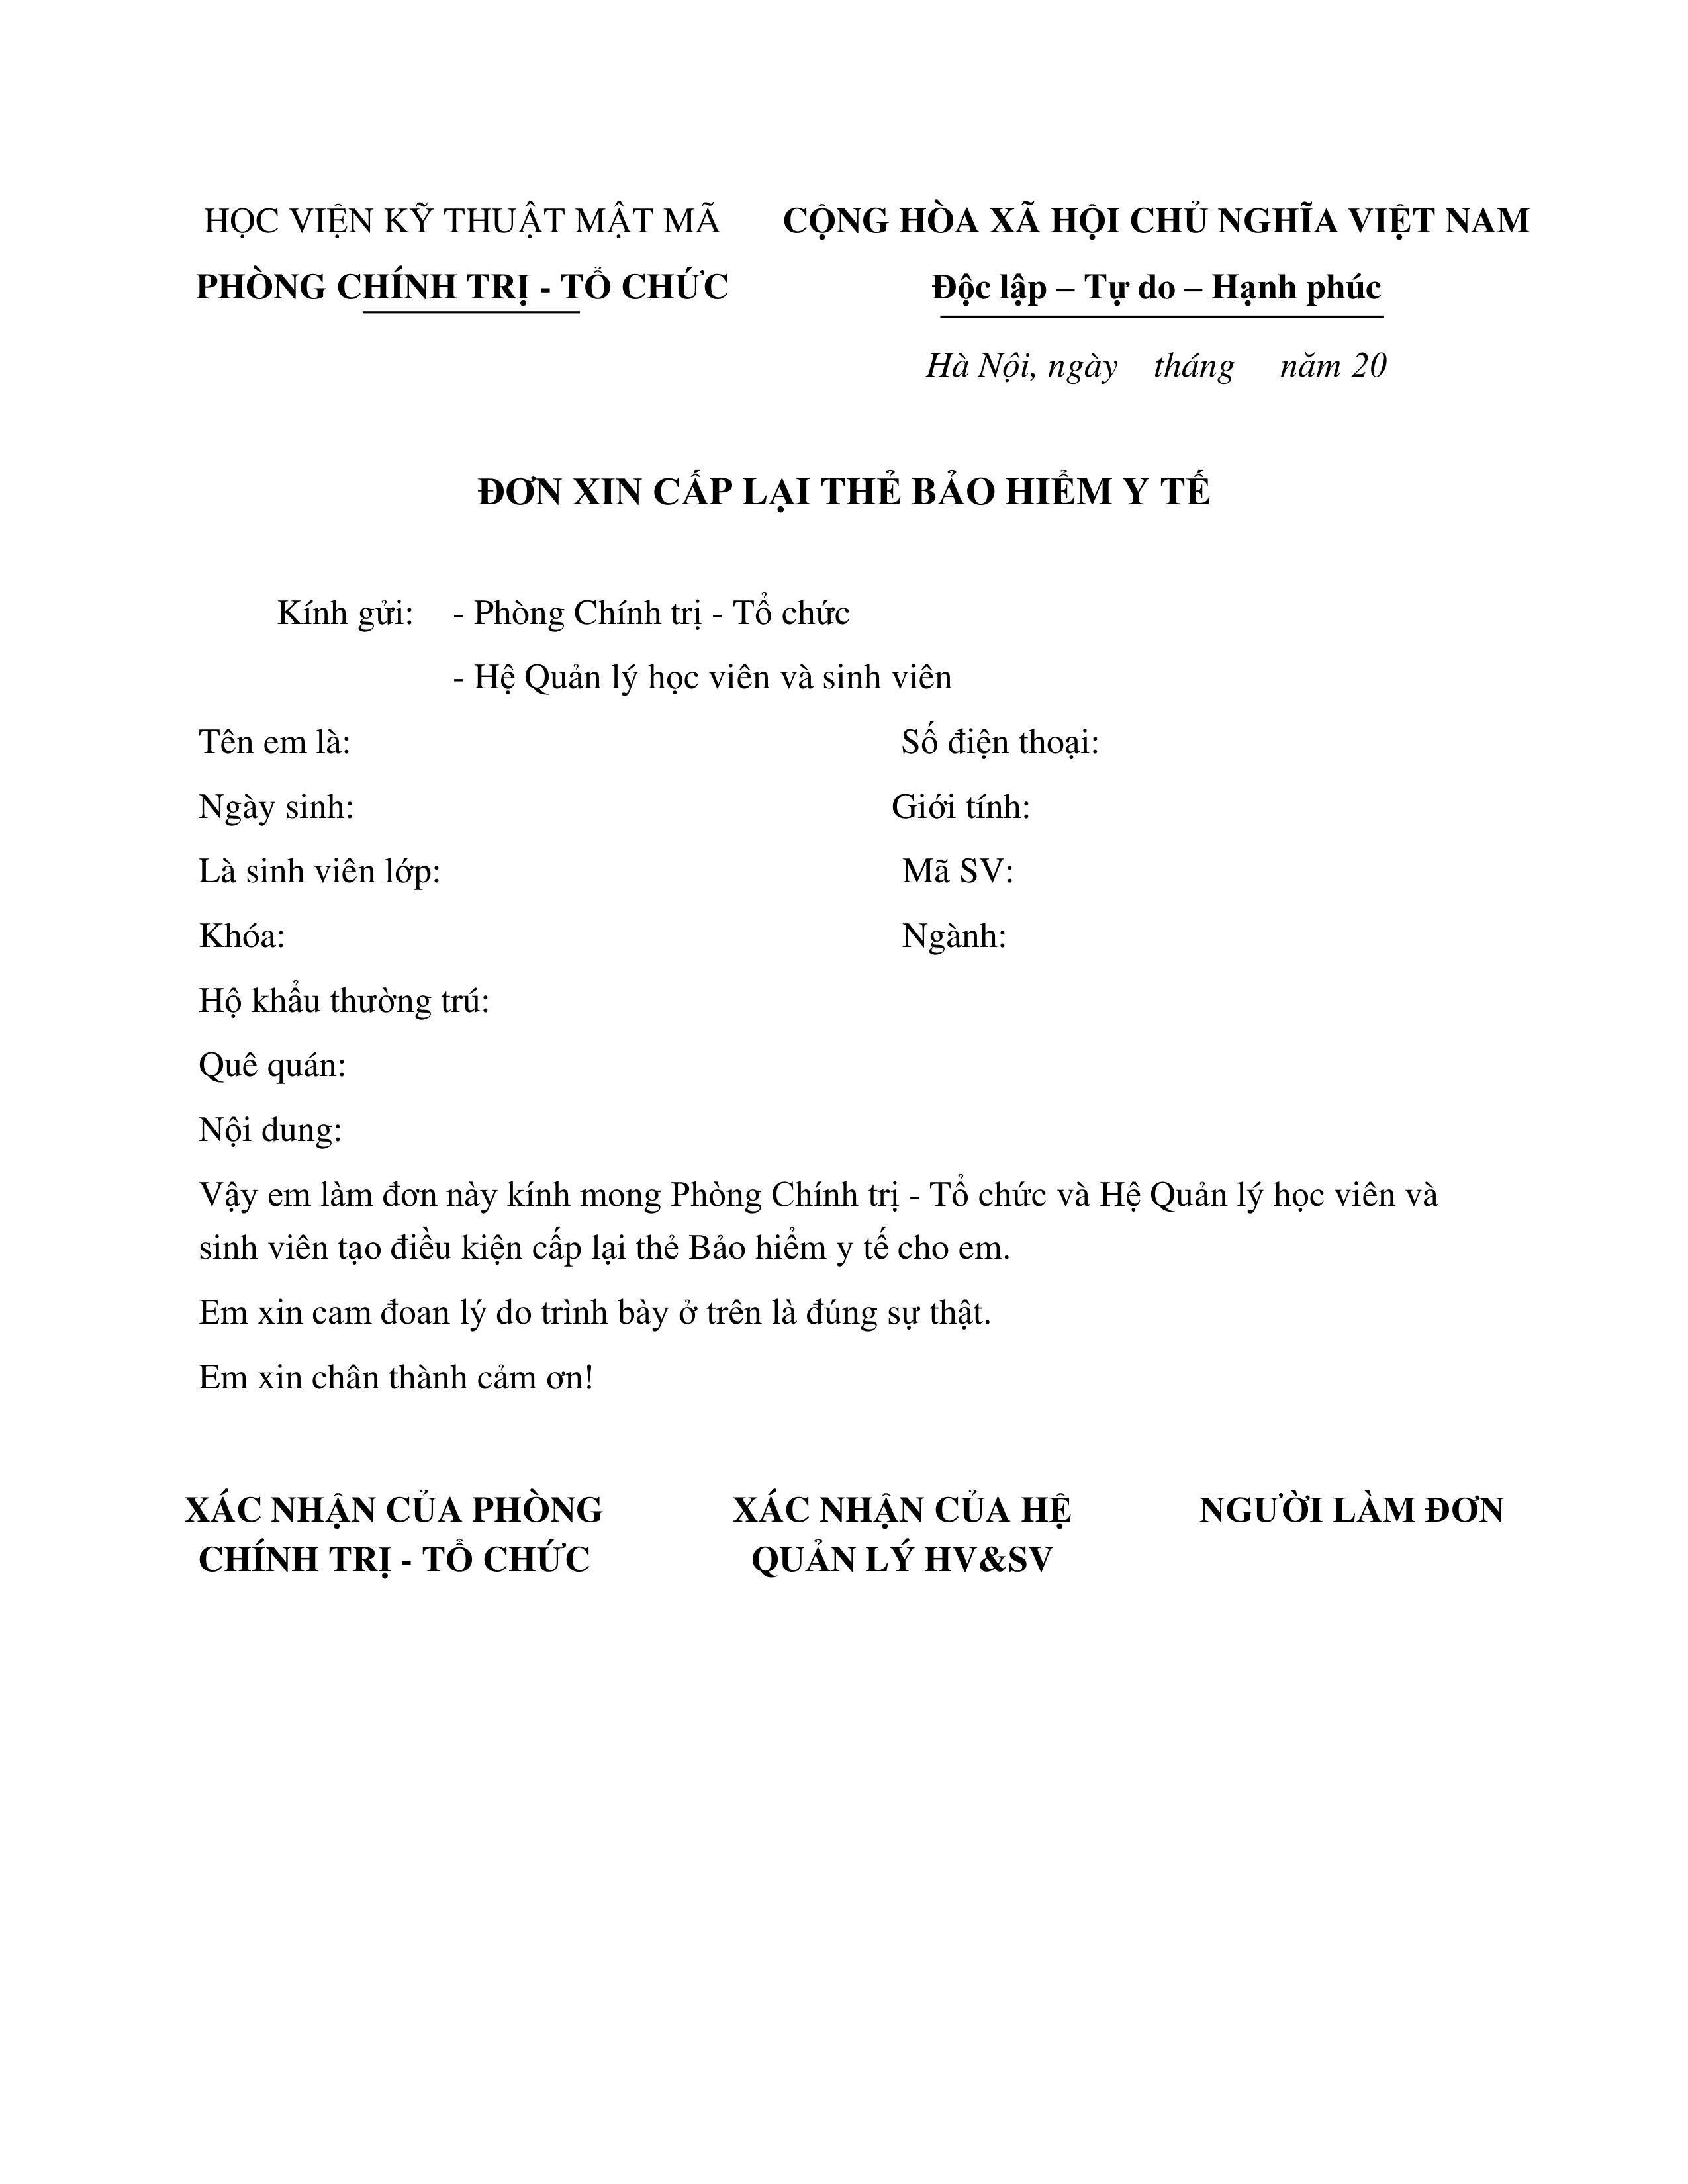 HỌC VIỆN KỸ THUẬT MẬT MÃ
PHÒNG CHÍNH TRỊ - TỔ CHỨC
CỘNG HÒA XÃ HỘI CHỦ NGHĨA VIỆT NAM
Độc lập – Tự do – Hạnh phúc
Hà Nội, ngày tháng năm 20
ĐƠN XIN CẤP LẠI THẺ BẢO HIỂM Y TẾ
Kính gửi: - Phòng Chính trị - Tổ chức
- Hệ Quản lý học viên và sinh viên
Tên em là: Số điện thoại:
Ngày sinh: Giới tính:
Là sinh viên lớp: Mã SV:
Khóa: Ngành:
Hộ khẩu thường trú:
Quê quán:
Nội dung:
Vậy em làm đơn này kính mong Phòng Chính trị - Tổ chức và Hệ Quản lý học viên và
sinh viên tạo điều kiện cấp lại thẻ Bảo hiểm y tế cho em.
Em xin cam đoan lý do trình bày ở trên là đúng sự thật.
Em xin chân thành cảm ơn!
XÁC NHẬN CỦA PHÒNG
CHÍNH TRỊ - TỔ CHỨC
XÁC NHẬN CỦA HỆ
QUẢN LÝ HV&SV
NGƯỜI LÀM ĐƠN